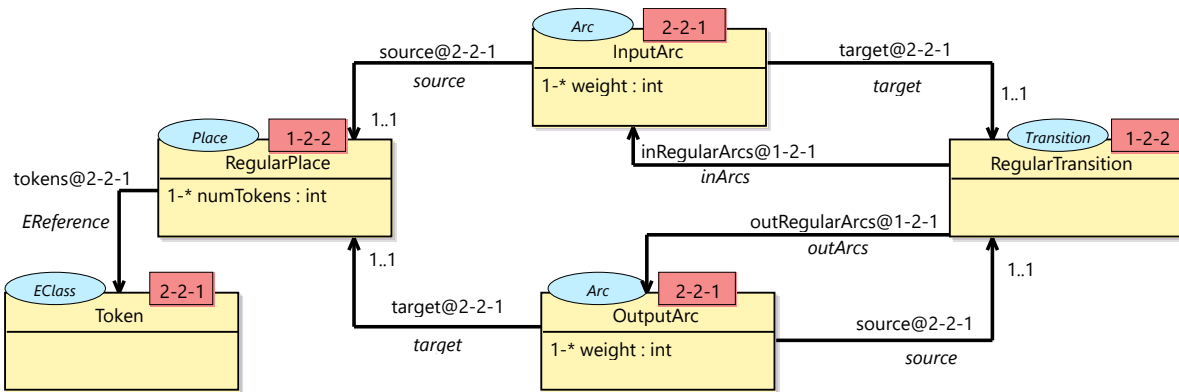 Arc
2-2-1
InputArc
1-* weight : int
source@2-2-1
source
1..1
target@2-2-1
target
1..1
Place
1-2-2
RegularPlace
1-* numTokens : int
inRegularArcs@1-2-1
inArcs
Transition
1-2-2
RegularTransition
tokens@2-2-1
EReference
outRegularArcs@1-2-1
outArcs
1..1
1..1
EClass
2-2-1
Token
Arc
2-2-1
OutputArc
1-* weight : int
target@2-2-1
target
source@2-2-1
source